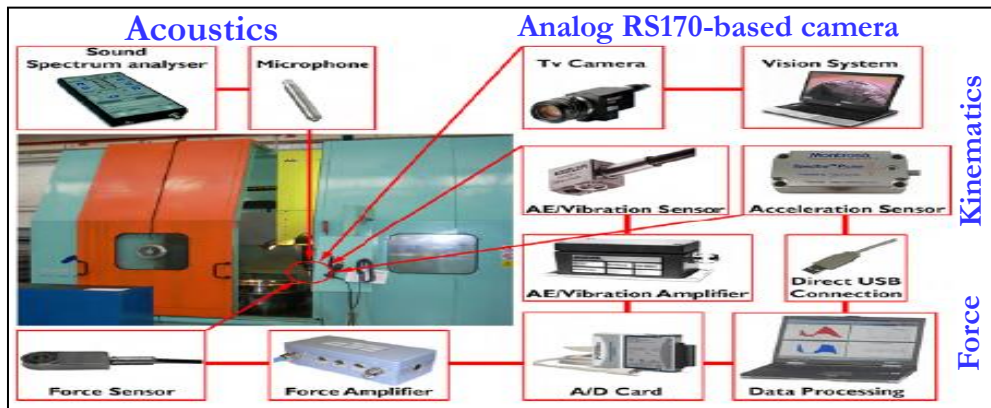 Acoustics
Analog RS170-based camera
Sound
Spectrum analyser
Microphone
Tv Camera
Vision System
Kinematics
AE/Vibration Sensor
Acceleration Sensor
AE/Vibration Amplifier
Direct USB
Connection
Force
Force Sensor
Force Amplifier
A/D Card
Data Processing